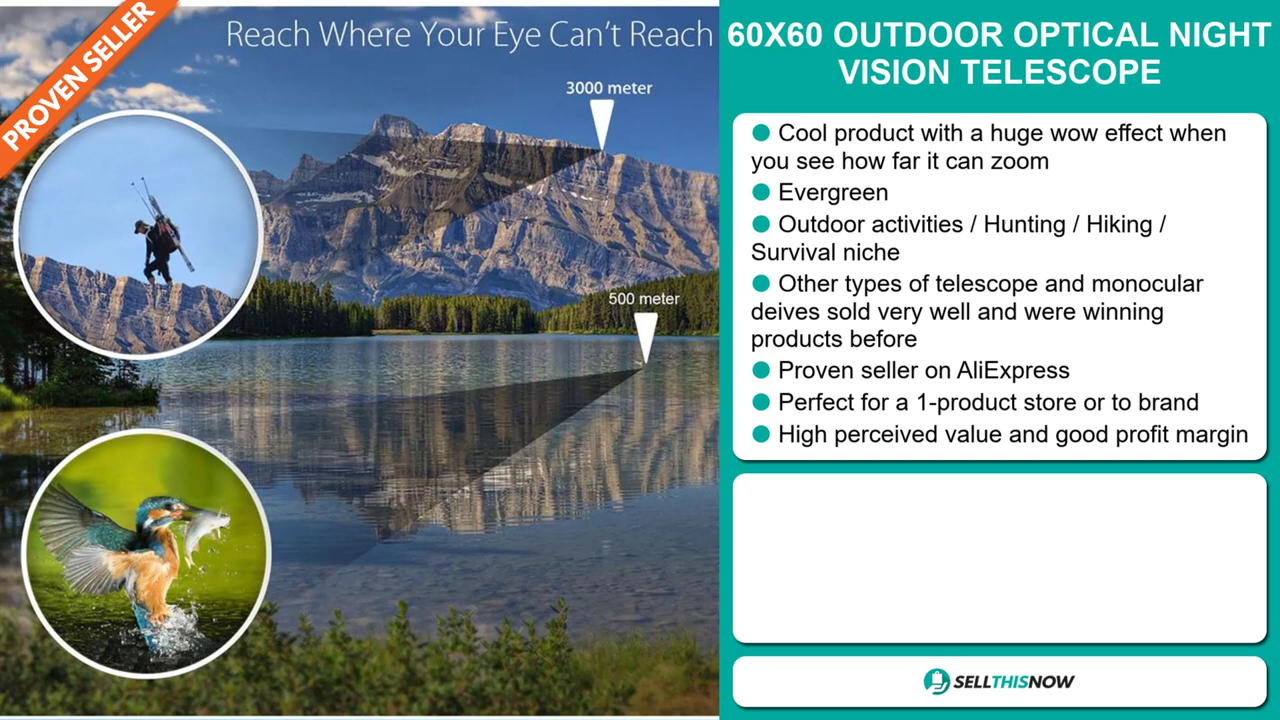 PROVEN SELLER
Reach Where Your Eye Can't Reach
3000 meter
500 meter
60X60 OUTDOOR OPTICAL NIGHT
VISION TELESCOPE
● Cool product with a huge wow effect when
you see how far it can zoom
● Evergreen
● Outdoor activities / Hunting / Hiking /
Survival niche
● Other types of telescope and monocular
deives sold very well and were winning
products before
● Proven seller on AliExpress
● Perfect for a 1-product store or to brand
● High perceived value and good profit margin
SELLTHISNOW